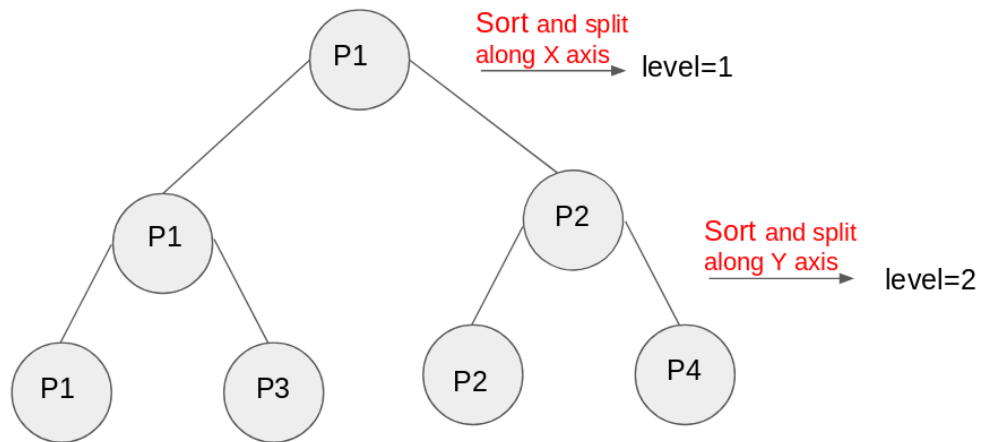 P1
Sort and split
along X axis
level=1
P1
P2
Sort and split
along Y axis
level=2
P1
P3
P2
P4